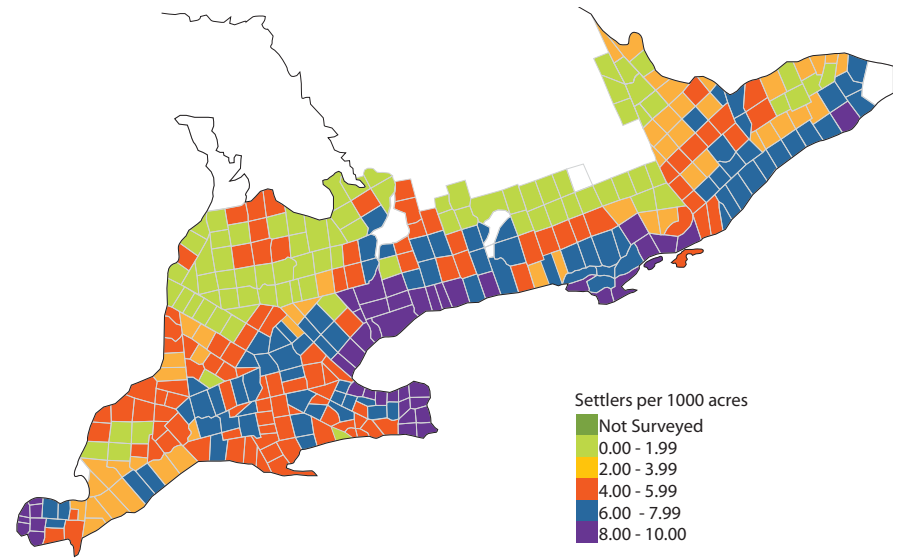 Settlers per 1000 acres
Not Surveyed
0.00 - 1.99
2.00 - 3.99
4.00 - 5.99
6.00 - 7.99
8.00 - 10.00